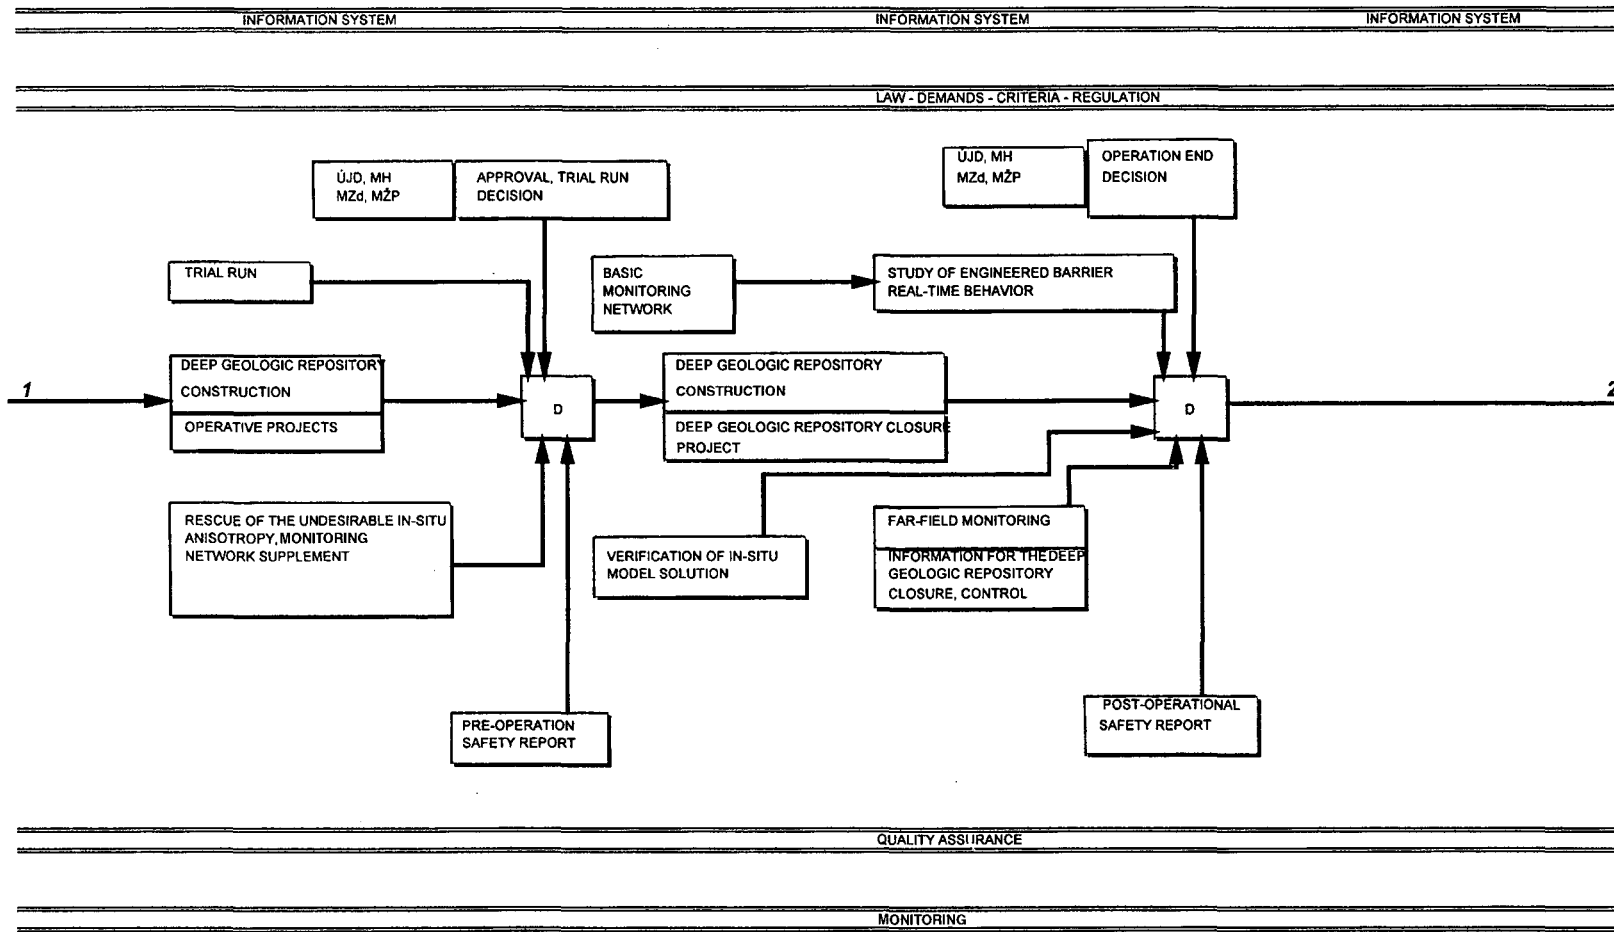 INFORMATION SYSTEM
INFORMATION SYSTEM
INFORMATION SYSTEM
LAW - DEMANDS - CRITERIA - REGULATION
ÚJD, MH
MZd, MŽP
APPROVAL, TRIAL RUN
DECISION
ÚJD, MH
MZd, MŽP
OPERATION END
DECISION
TRIAL RUN
BASIC
MONITORING
NETWORK
STUDY OF ENGINEERED BARRIER
REAL-TIME BEHAVIOR
1
DEEP GEOLOGIC REPOSITORY
CONSTRUCTION
OPERATIVE PROJECTS
D
DEEP GEOLOGIC REPOSITORY
CONSTRUCTION
DEEP GEOLOGIC REPOSITORY CLOSURE
PROJECT
D
2
RESCUE OF THE UNDESIRABLE IN-SITU
ANISOTROPY, MONITORING
NETWORK SUPPLEMENT
VERIFICATION OF IN-SITU
MODEL SOLUTION
FAR-FIELD MONITORING
INFORMATION FOR THE DEEP
GEOLOGIC REPOSITORY
CLOSURE, CONTROL
PRE-OPERATION
SAFETY REPORT
POST-OPERATIONAL
SAFETY REPORT
QUALITY ASSURANCE
MONITORING